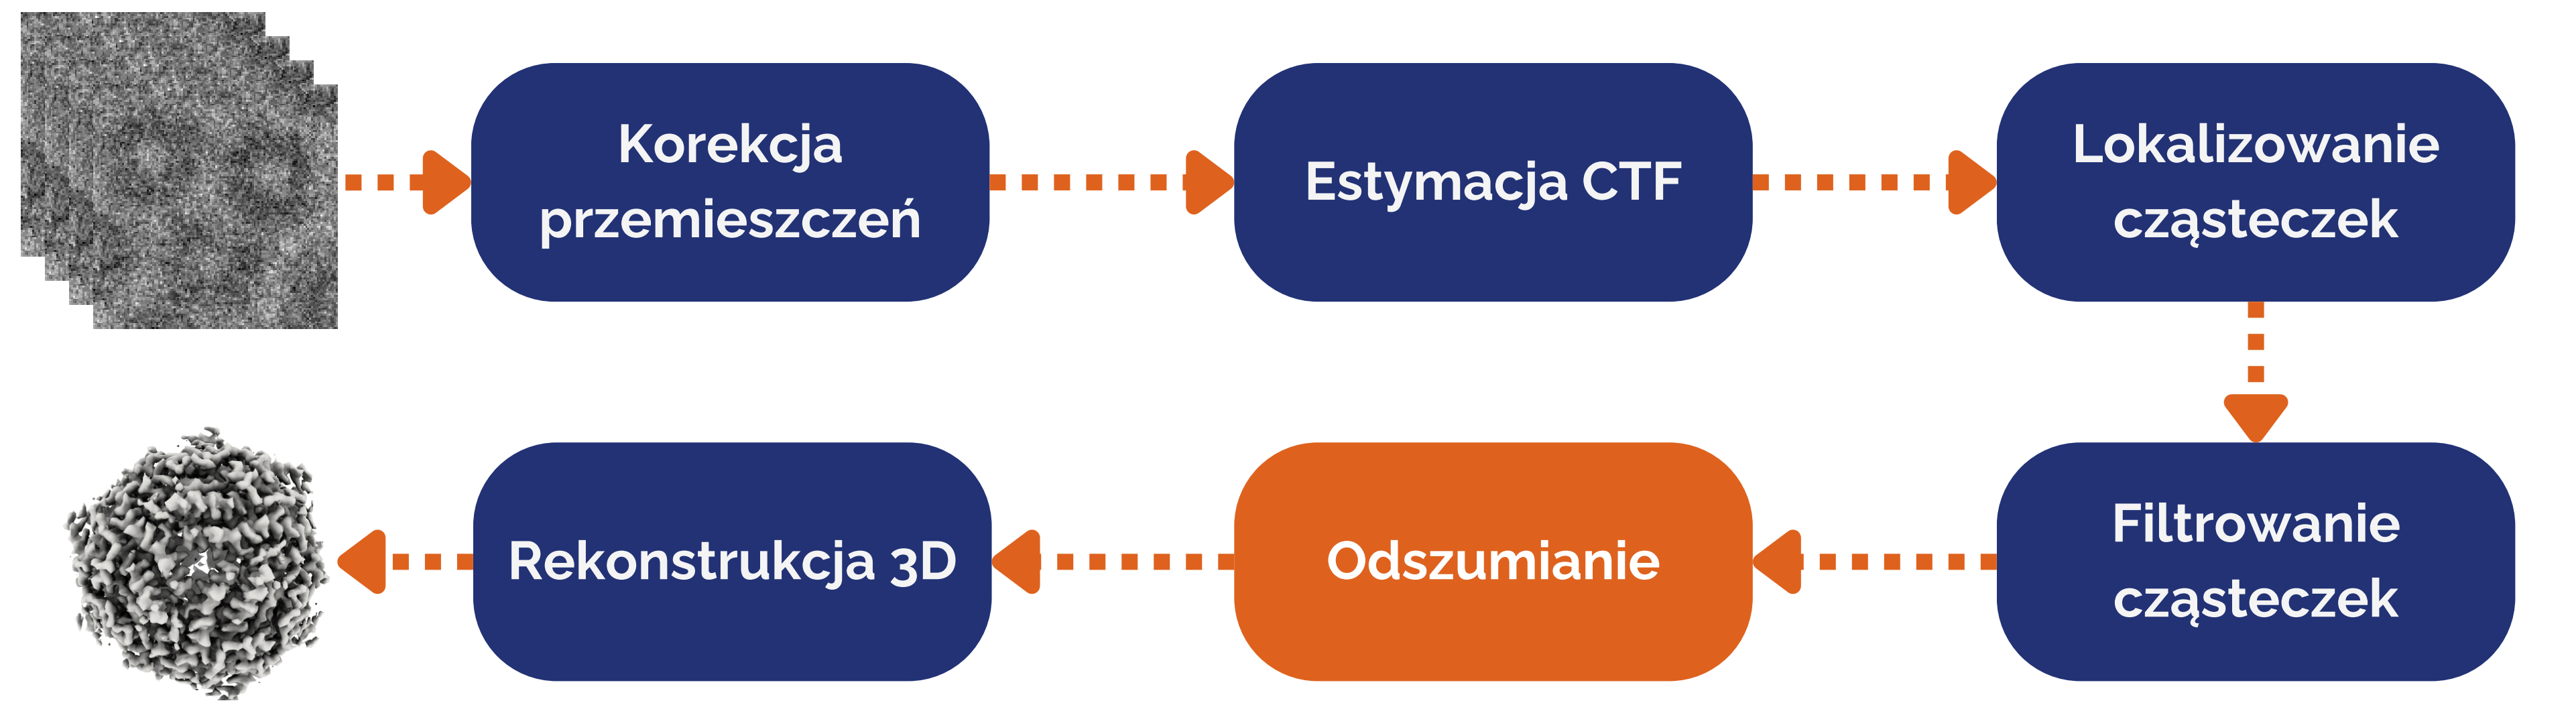 Korekcja
przemieszczeń
Estymacja CTF
Lokalizowanie
cząsteczek
Filtrowanie
cząsteczek
Odszumianie
Rekonstrukcja 3D